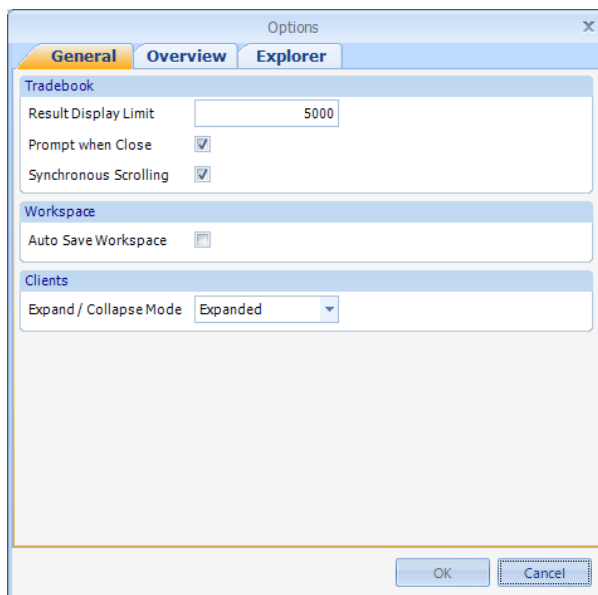 Options
General Overview Explorer
Tradebook
Result Display Limit 5000
Prompt when Close
Synchronous Scrolling
Workspace
Auto Save Workspace
Clients
Expand / Collapse Mode Expanded
OK Cancel